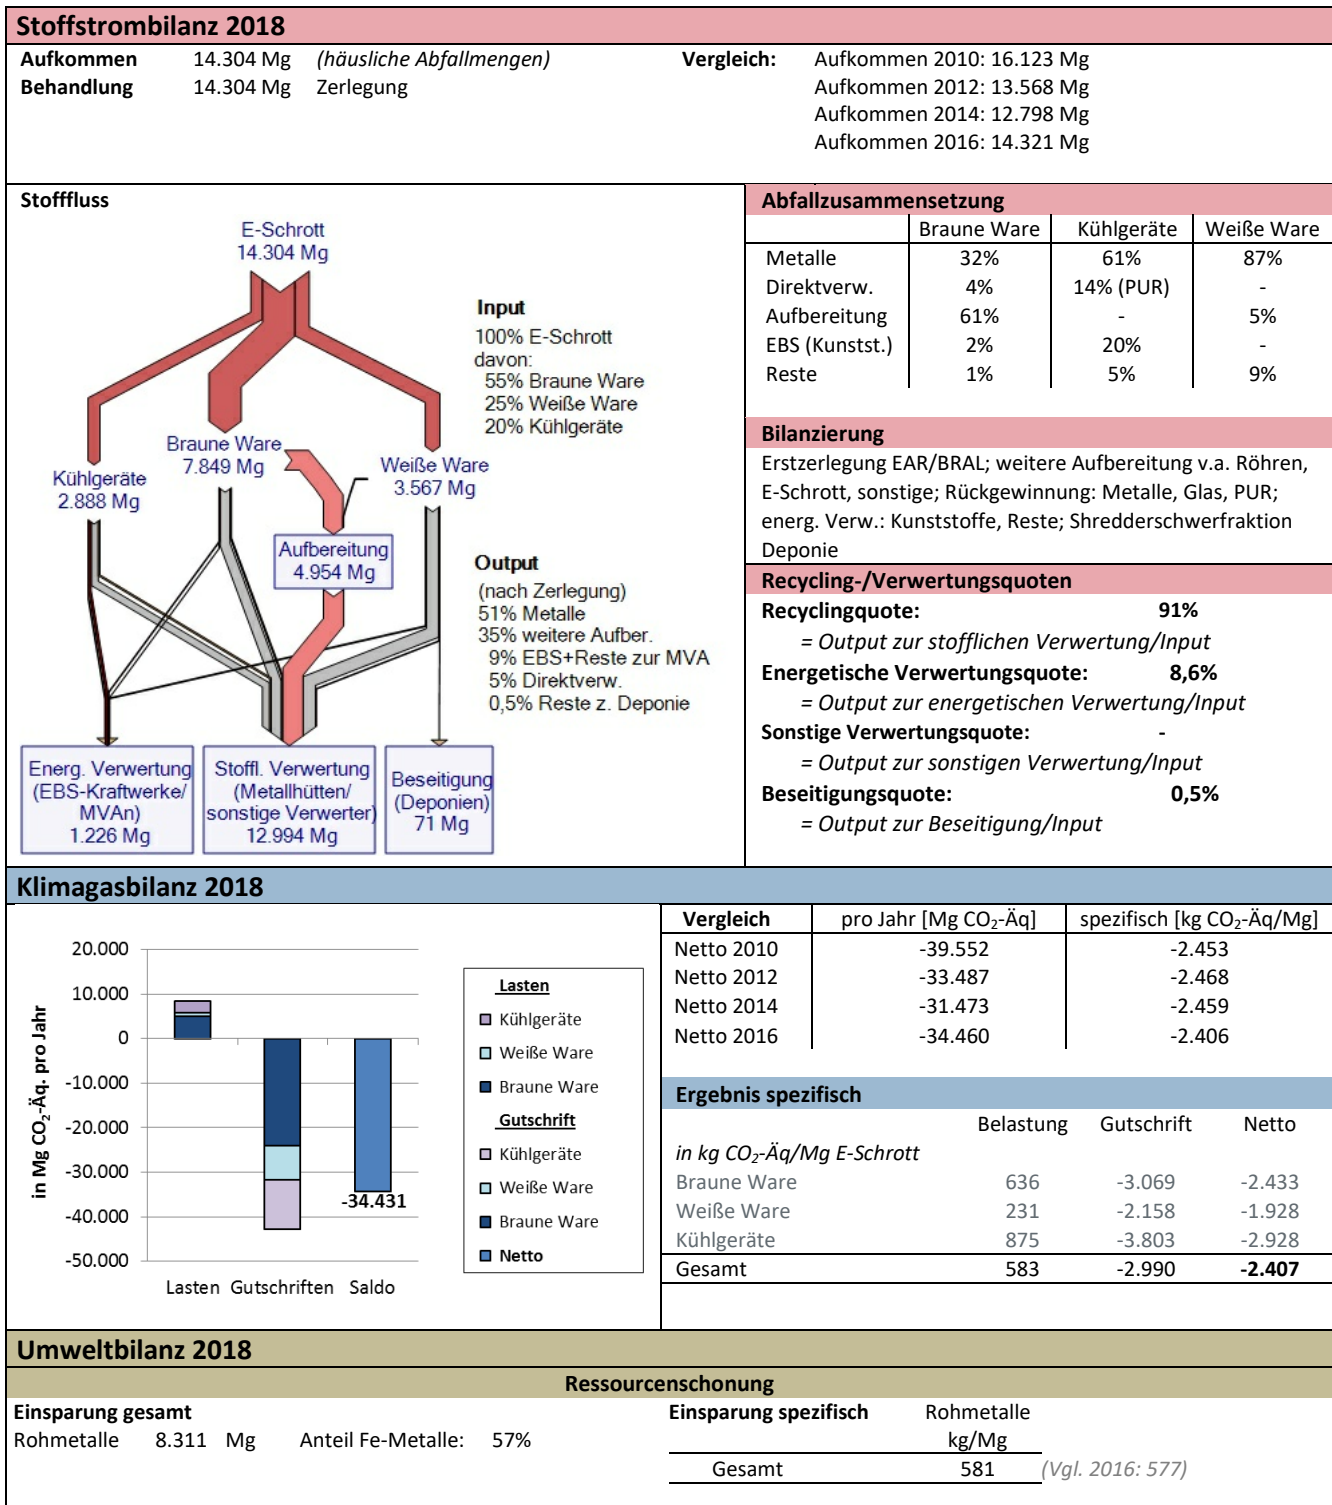 Stoffstrombilanz 2018
Aufkommen 14.304 Mg (häusliche Abfallmengen)
Behandlung 14.304 Mg Zerlegung
Vergleich: Aufkommen 2010: 16.123 Mg
Aufkommen 2012: 13.568 Mg
Aufkommen 2014: 12.798 Mg
Aufkommen 2016: 14.321 Mg
Stofffluss
E-Schrott
14.304 Mg
Input
100% E-Schrott
davon:
55% Braune Ware
25% Weiße Ware
20% Kühlgeräte
Braune Ware
7.849 Mg
Kühlgeräte
2.888 Mg
Weiße Ware
3.567 Mg
Aufbereitung
4.954 Mg
Output
(nach Zerlegung)
51% Metalle
35% weitere Aufber.
9% EBS+Reste zur MVA
5% Direktverw.
0,5% Reste z. Deponie
Energ. Verwertung
(EBS-Kraftwerke/
MVAn)
1.226 Mg
Stoffl. Verwertung
(Metallhütten/
sonstige Verwerter)
12.994 Mg
Beseitigung
(Deponien)
71 Mg
Abfallzusammensetzung
Braune Ware Kühlgeräte Weiße Ware
Metalle 32% 61% 87%
Direktverw. 4% 14% (PUR) -
Aufbereitung 61% - 5%
EBS (Kunstst.) 2% 20% -
Reste 1% 5% 9%
Bilanzierung
Erstzerlegung EAR/BRAL; weitere Aufbereitung v.a. Röhren,
E-Schrott, sonstige; Rückgewinnung: Metalle, Glas, PUR;
energ. Verw.: Kunststoffe, Reste; Shredderschwerfraktion
Deponie
Recycling-/Verwertungsquoten
Recyclingquote: 91%
= Output zur stofflichen Verwertung/Input
Energetische Verwertungsquote: 8,6%
= Output zur energetischen Verwertung/Input
Sonstige Verwertungsquote: -
= Output zur sonstigen Verwertung/Input
Beseitigungsquote: 0,5%
= Output zur Beseitigung/Input
Klimagasbilanz 2018
in Mg CO₂-Äq. pro Jahr
20.000
10.000
0
-10.000
-20.000
-30.000
-40.000
-50.000
-34.431
Lasten Gutschriften Saldo
Lasten
Kühlgeräte
Weiße Ware
Braune Ware
Gutschrift
Kühlgeräte
Weiße Ware
Braune Ware
Netto
Vergleich pro Jahr [Mg CO₂-Äq] spezifisch [kg CO₂-Äq/Mg]
Netto 2010 -39.552 -2.453
Netto 2012 -33.487 -2.468
Netto 2014 -31.473 -2.459
Netto 2016 -34.460 -2.406
Ergebnis spezifisch
Belastung Gutschrift Netto
in kg CO₂-Äq/Mg E-Schrott
Braune Ware 636 -3.069 -2.433
Weiße Ware 231 -2.158 -1.928
Kühlgeräte 875 -3.803 -2.928
Gesamt 583 -2.990 -2.407
Umweltbilanz 2018
Ressourcenschonung
Einsparung gesamt
Rohmetalle 8.311 Mg Anteil Fe-Metalle: 57%
Einsparung spezifisch Rohmetalle
kg/Mg
Gesamt 581 (Vgl. 2016: 577)